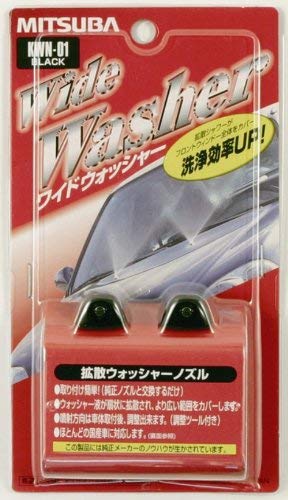 MITSUBA
KWN-01
BLACK
Wide
Washer
ワイドウォッシャー
拡散シャワーが
フロントウィンドー全体をカバー
洗浄効率UP!
拡散ウォッシャーノズル
●取り付け簡単!(純正ノズルと交換するだけ)
●ウォッシャー液が扇状に拡散され、より広い範囲をカバーします。
●噴射方向は車体取付後、調整出来ます。(調整ツール付き)
●ほとんどの国産車に対応します。(裏面参照)
この製品には純正メーカーのノウハウが生かされています。